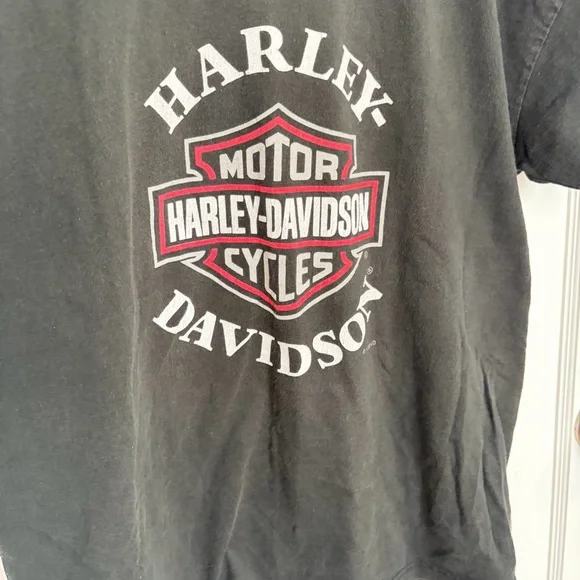 HARLEY-
MOTOR
HARLEY-DAVIDSON
CYCLES
®
DAVIDSON
®